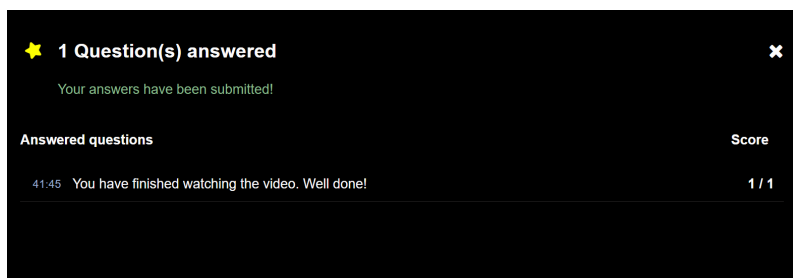 1 Question(s) answered
Your answers have been submitted!
Answered questions Score
41:45 You have finished watching the video. Well done! 1 / 1